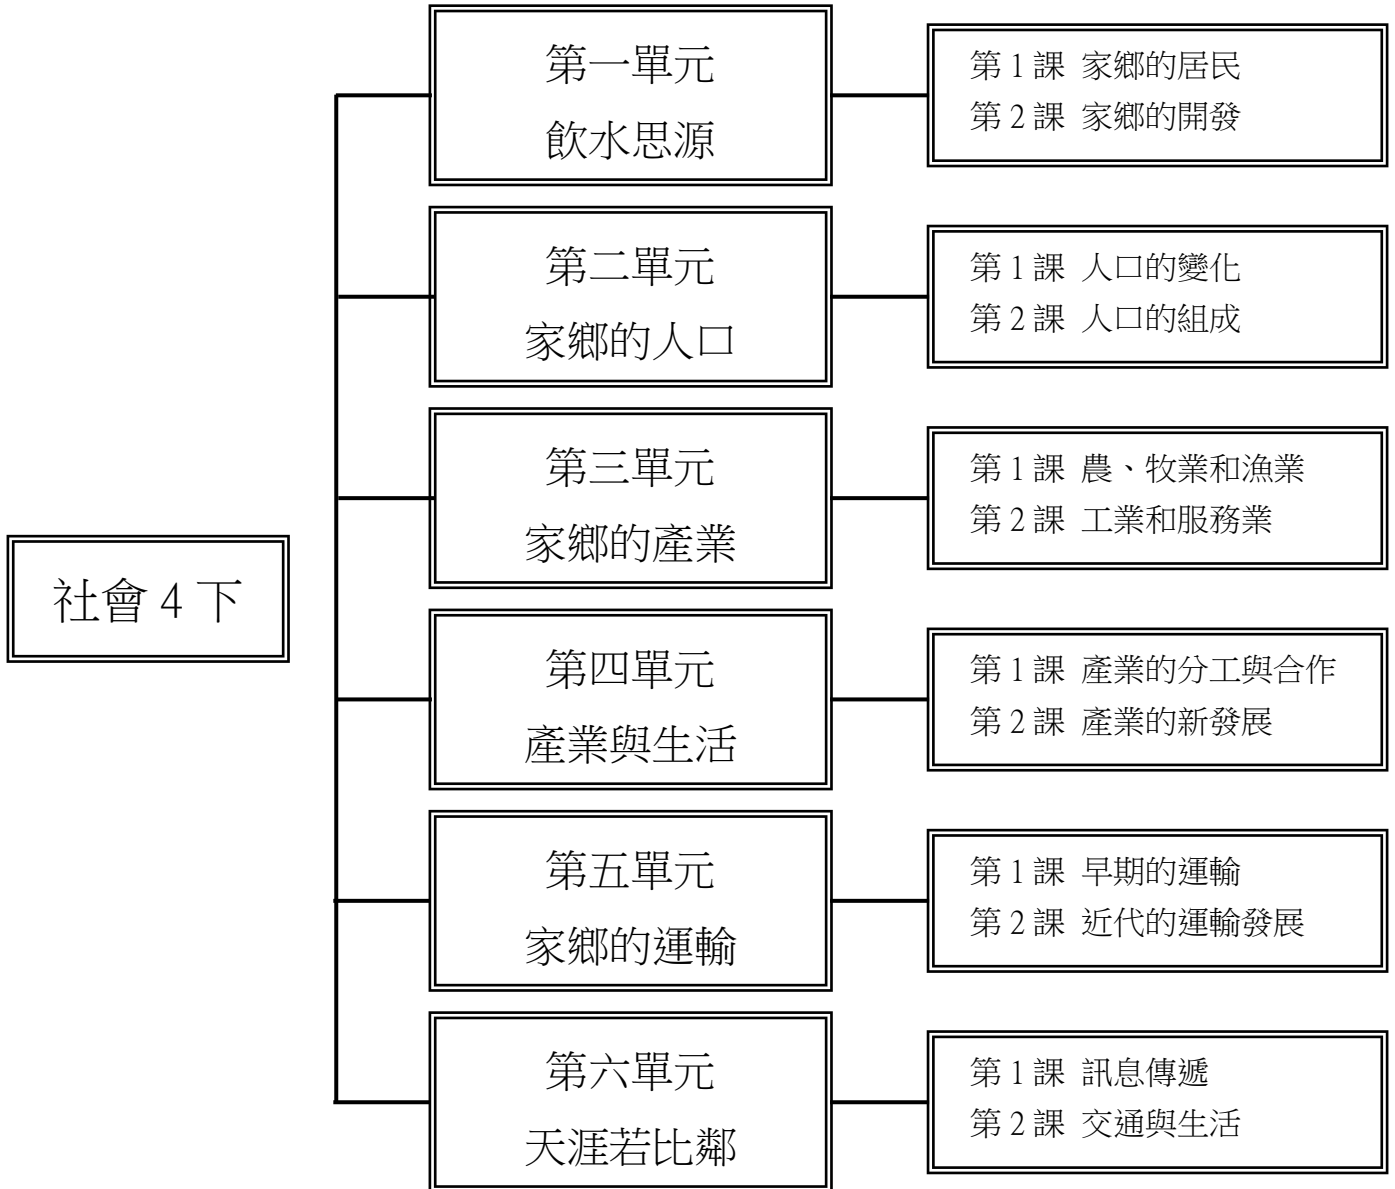 社會 4 下
第一單元
飲水思源
第 1 課 家鄉的居民
第 2 課 家鄉的開發
第二單元
家鄉的人口
第 1 課 人口的變化
第 2 課 人口的組成
第三單元
家鄉的產業
第 1 課 農、牧業和漁業
第 2 課 工業和服務業
第四單元
產業與生活
第 1 課 產業的分工與合作
第 2 課 產業的新發展
第五單元
家鄉的運輸
第 1 課 早期的運輸
第 2 課 近代的運輸發展
第六單元
天涯若比鄰
第 1 課 訊息傳遞
第 2 課 交通與生活